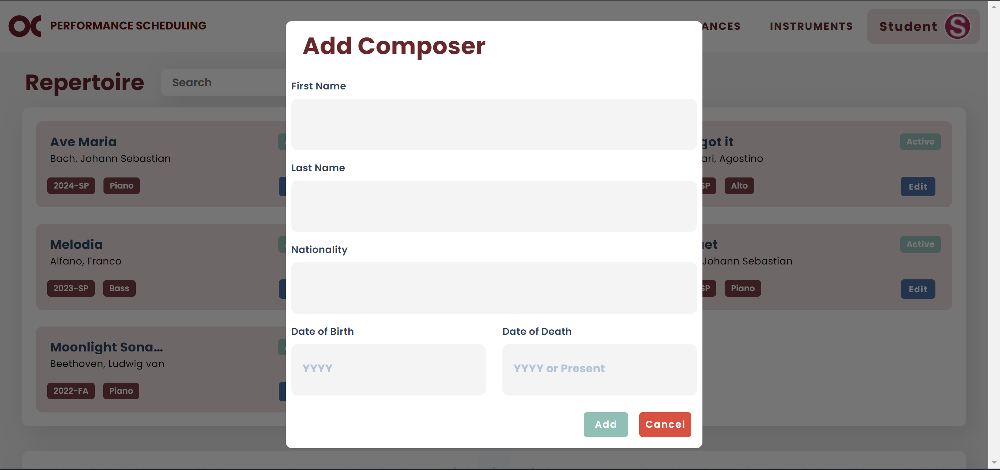 OC PERFORMANCE SCHEDULING
ANCES INSTRUMENTS Student S
Repertoire Search
Add Composer
First Name
Last Name
Nationality
Date of Birth Date of Death
YYYY YYYY or Present
Add Cancel
Ave Maria
Bach, Johann Sebastian
2024-SP Piano
Melodia
Alfano, Franco
2023-SP Bass
Moonlight Sona...
Beethoven, Ludwig van
2022-FA Piano
got it Active
ari, Agostino
SP Alto Edit
et Active
Johann Sebastian
SP Piano Edit